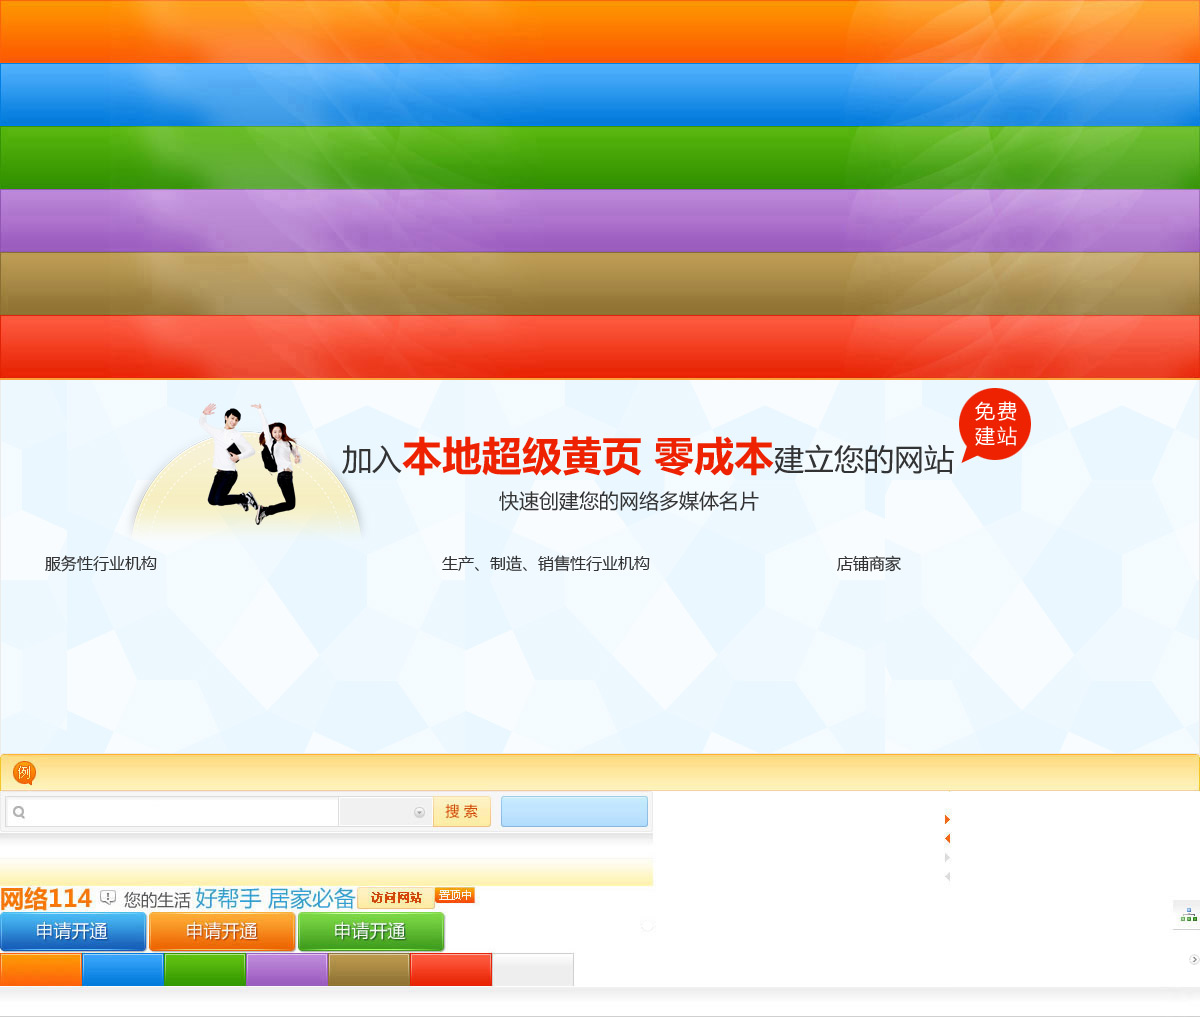 免费
建站
加入本地超级黄页 零成本建立您的网站
快速创建您的网络多媒体名片
服务性行业机构 生产、制造、销售性行业机构 店铺商家
例
搜 索
网络114 您的生活 好帮手 居家必备 访问网站 置顶中
申请开通 申请开通 申请开通